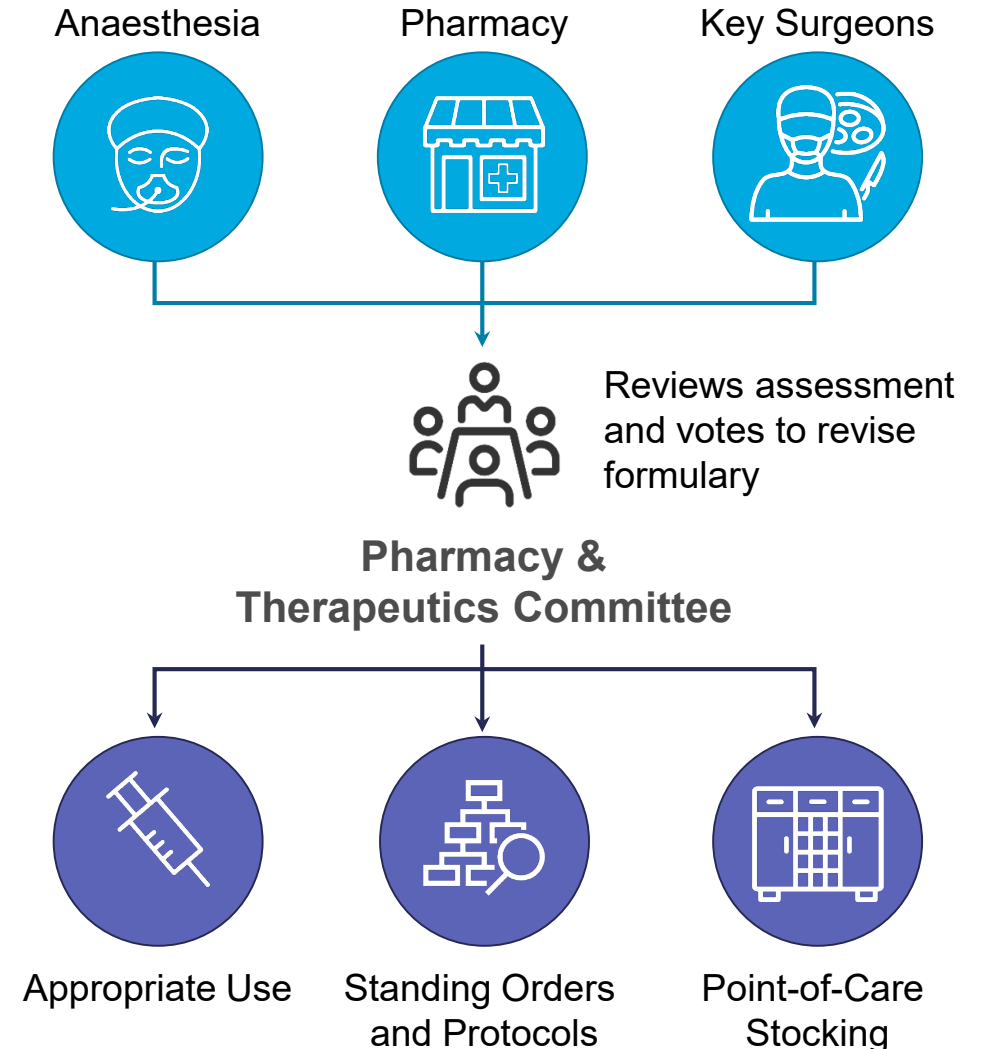 Anaesthesia
Pharmacy
Key Surgeons
Reviews assessment
and votes to revise
formulary
Pharmacy &
Therapeutics Committee
Appropriate Use
Standing Orders
and Protocols
Point-of-Care
Stocking